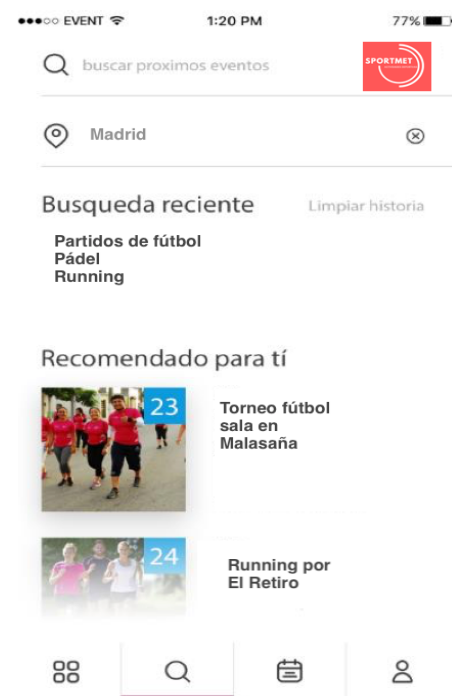 EVENT 1:20 PM 77%
buscar proximos eventos
SPORTMET
Madrid
Busqueda reciente Limpiar historia
Partidos de fútbol
Pádel
Running
Recomendado para tí
23
Torneo fútbol
sala en
Malasaña
24
Running por
El Retiro